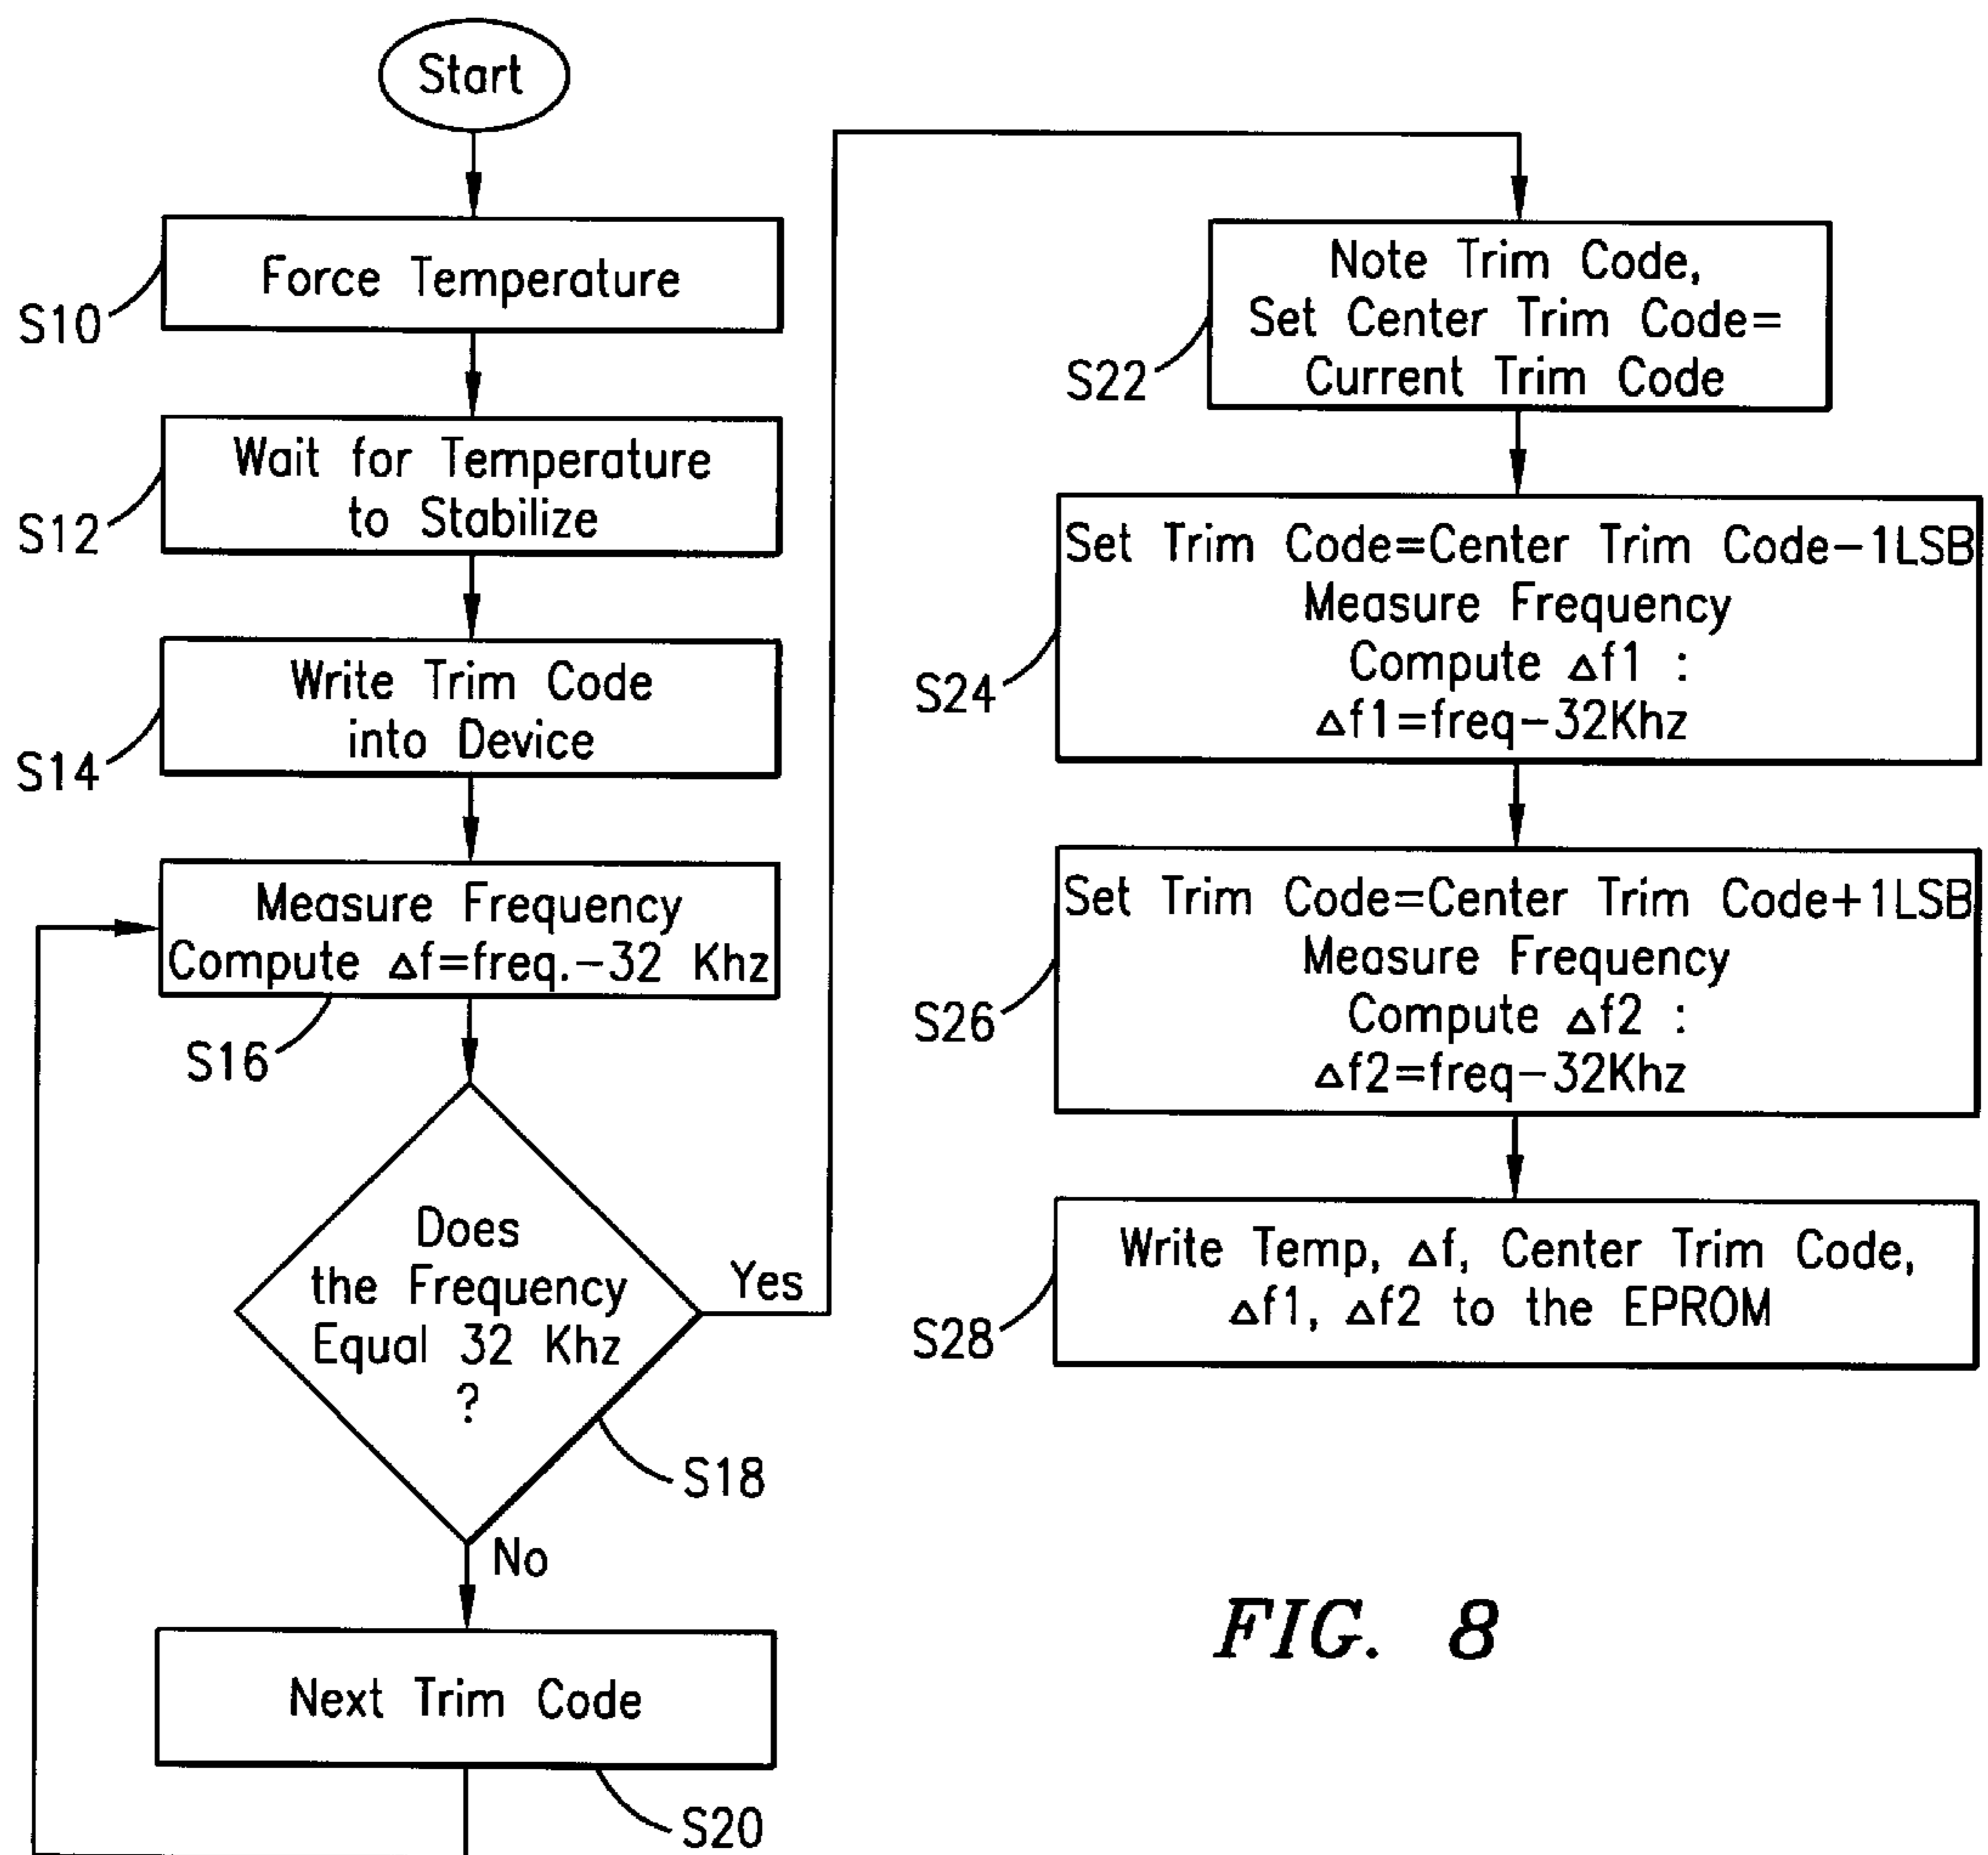 Start
Force Temperature
S10
Wait for Temperature
to Stabilize
S12
Write Trim Code
into Device
S14
Measure Frequency
Compute Δf=freq.-32 Khz
S16
Does
the Frequency
Equal 32 Khz
?
Yes
S18
No
Next Trim Code
S20
Note Trim Code,
Set Center Trim Code=
Current Trim Code
S22
Set Trim Code=Center Trim Code-1LSB
Measure Frequency
Compute Δf1 :
Δf1=freq-32Khz
S24
Set Trim Code=Center Trim Code+1LSB
Measure Frequency
Compute Δf2 :
Δf2=freq-32Khz
S26
Write Temp, Δf, Center Trim Code,
Δf1, Δf2 to the EPROM
S28
FIG. 8